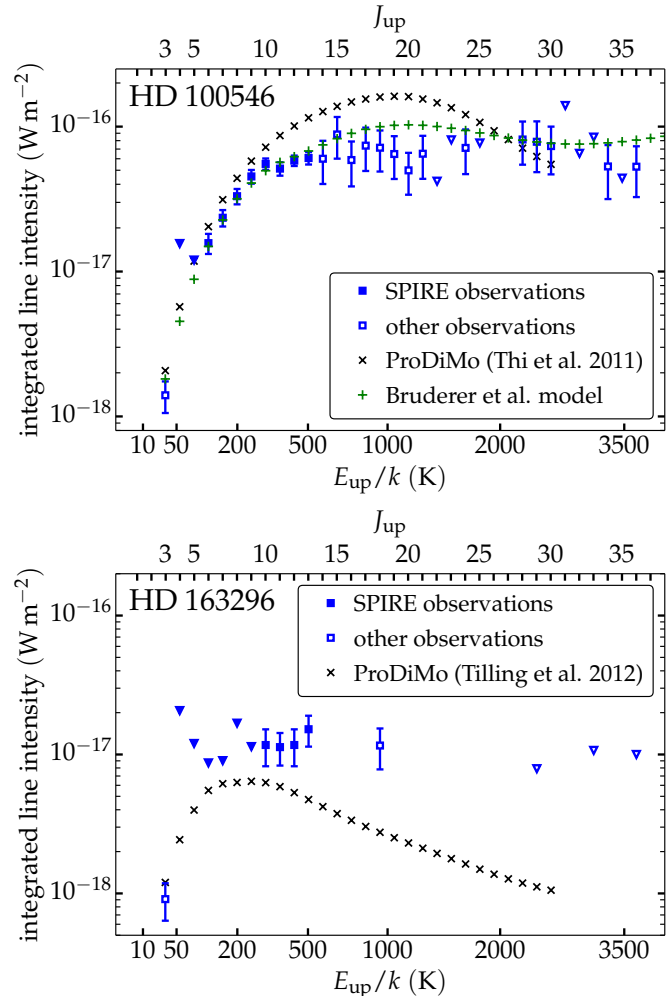 J_up
3 5 10 15 20 25 30 35
HD 100546
integrated line intensity (W m⁻²)
10⁻¹⁶
10⁻¹⁷
10⁻¹⁸
SPIRE observations
other observations
ProDiMo (Thi et al. 2011)
Bruderer et al. model
10 50 200 500 1000 2000 3500
E_up/k (K)
J_up
3 5 10 15 20 25 30 35
HD 163296
integrated line intensity (W m⁻²)
10⁻¹⁶
10⁻¹⁷
10⁻¹⁸
SPIRE observations
other observations
ProDiMo (Tilling et al. 2012)
10 50 200 500 1000 2000 3500
E_up/k (K)